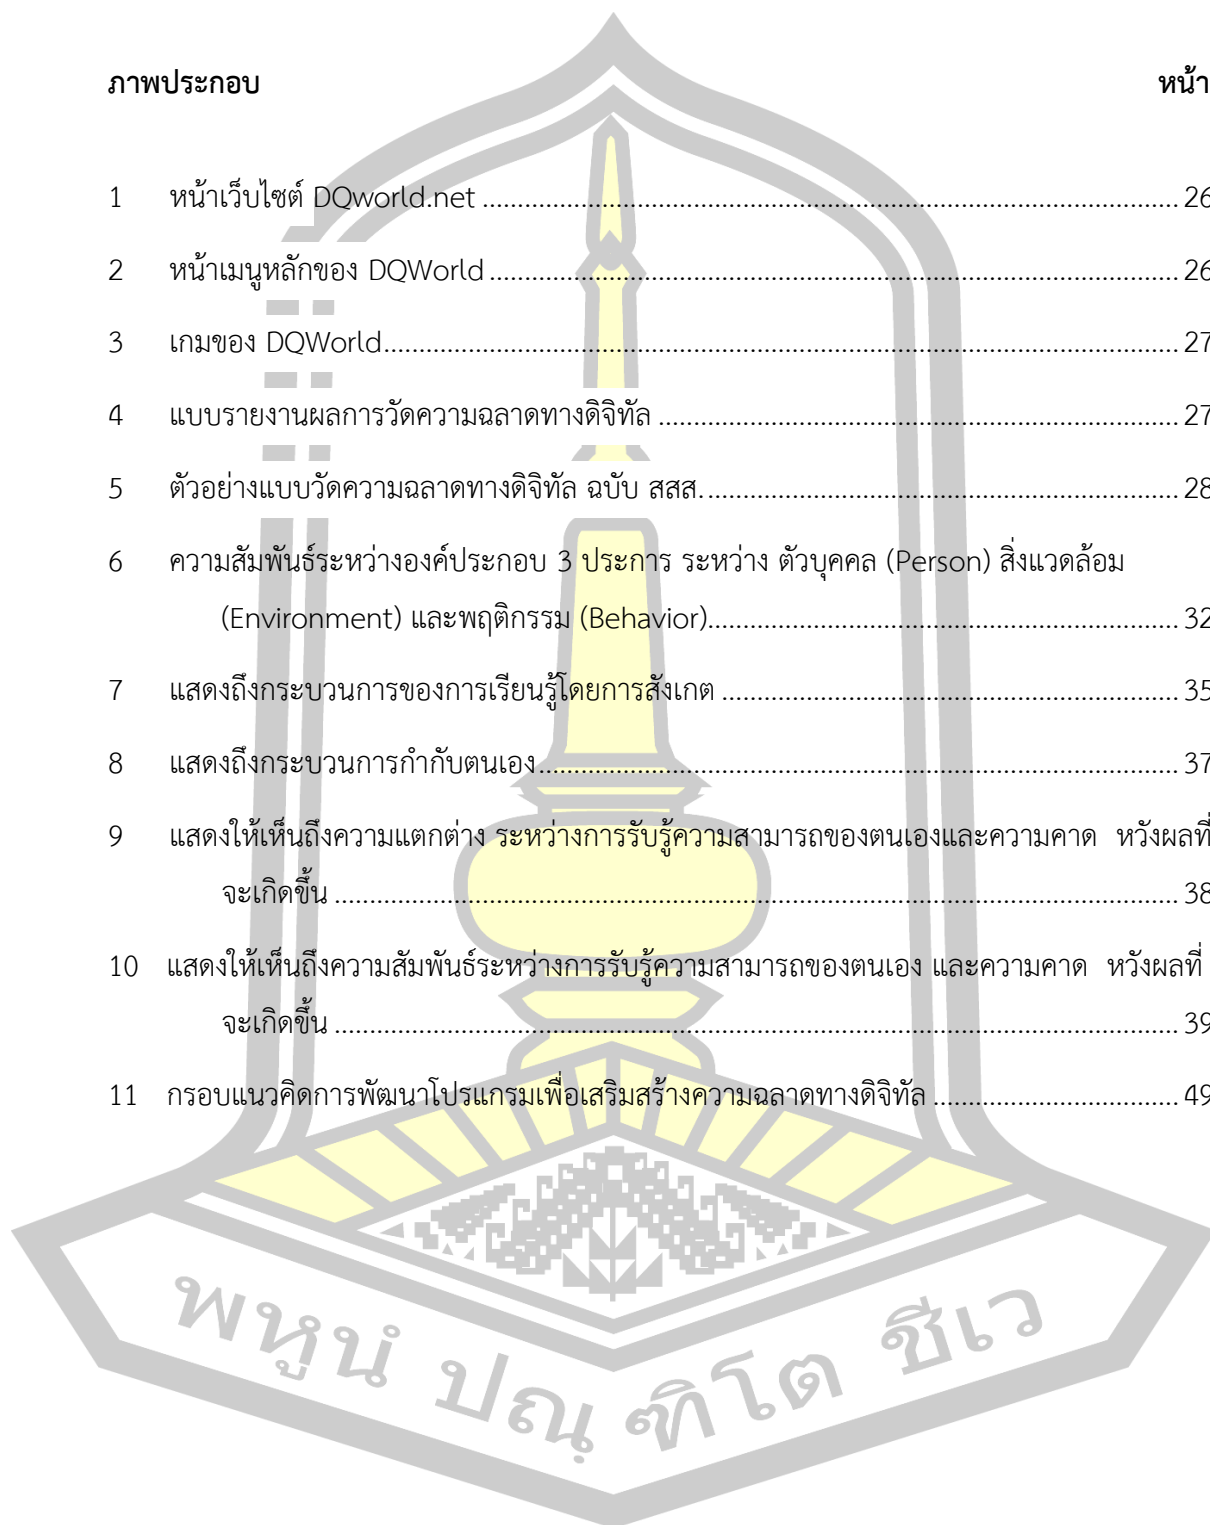 ภาพประกอบ หน้า
1 หน้าเว็บไซต์ DQworld.net ........ 26
2 หน้าเมนูหลักของ DQWorld ........ 26
3 เกมของ DQWorld ........ 27
4 แบบรายงานผลการวัดความฉลาดทางดิจิทัล ........ 27
5 ตัวอย่างแบบวัดความฉลาดทางดิจิทัล ฉบับ สสส. ........ 28
6 ความสัมพันธ์ระหว่างองค์ประกอบ 3 ประการ ระหว่าง ตัวบุคคล (Person) สิ่งแวดล้อม
(Environment) และพฤติกรรม (Behavior) ........ 32
7 แสดงถึงกระบวนการของการเรียนรู้โดยการสังเกต ........ 35
8 แสดงถึงกระบวนการกำกับตนเอง ........ 37
9 แสดงให้เห็นถึงความแตกต่าง ระหว่างการรับรู้ความสามารถของตนเองและความคาด หวังผลที่
จะเกิดขึ้น ........ 38
10 แสดงให้เห็นถึงความสัมพันธ์ระหว่างการรับรู้ความสามารถของตนเอง และความคาด หวังผลที่
จะเกิดขึ้น ........ 39
11 กรอบแนวคิดการพัฒนาโปรแกรมเพื่อเสริมสร้างความฉลาดทางดิจิทัล ........ 49
พหูนํ ปณฺฑิโต ชีเว